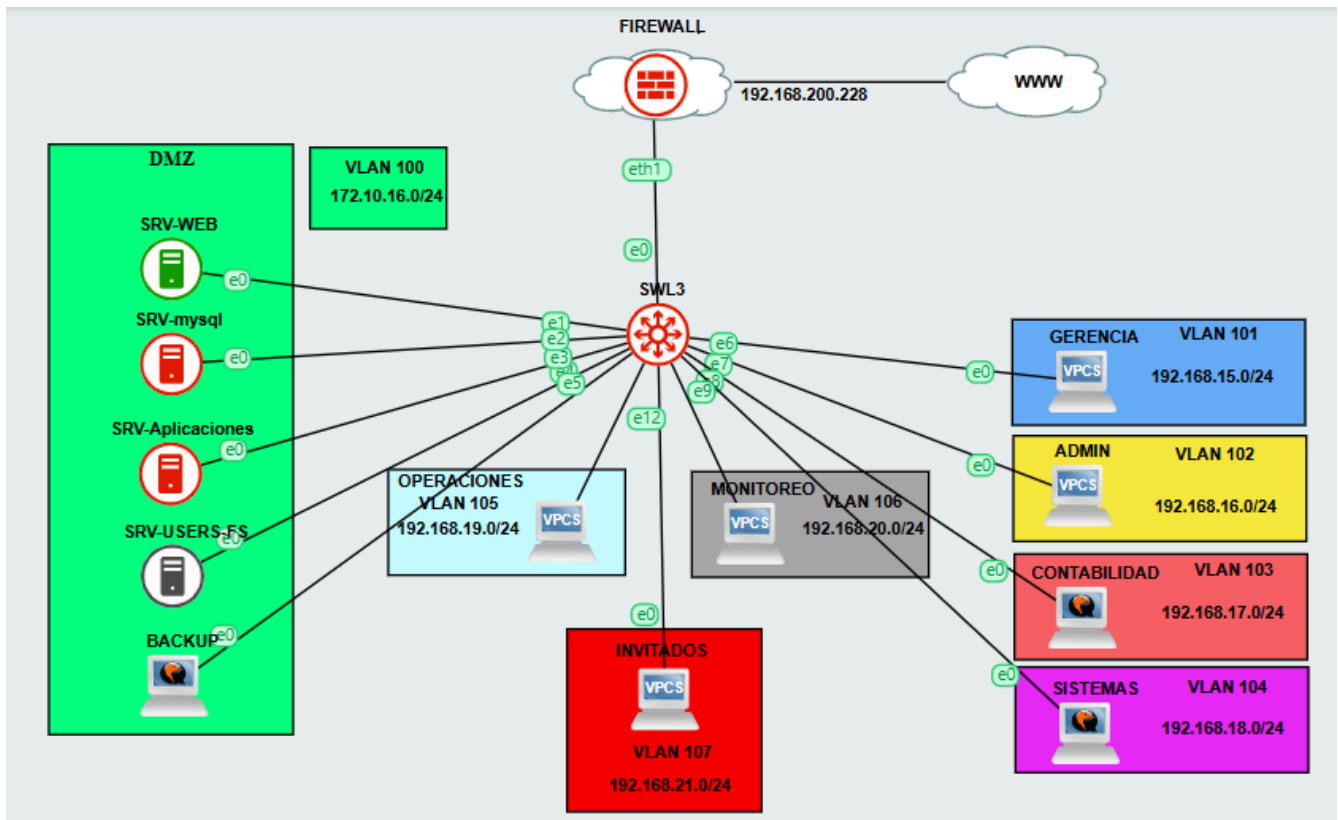 FIREWALL
WWW
192.168.200.228
eth1
e0
SWL3
DMZ
VLAN 100
172.10.16.0/24
SRV-WEB
e0
SRV-mysql
e0
SRV-Aplicaciones
e0
SRV-USERS-FS
e0
BACKUP
e0
e1
e2
e3
e4
e5
e6
e7
e8
e9
e12
GERENCIA
VLAN 101
VPCS
192.168.15.0/24
e0
ADMIN
VLAN 102
VPCS
192.168.16.0/24
e0
CONTABILIDAD
VLAN 103
192.168.17.0/24
e0
SISTEMAS
VLAN 104
192.168.18.0/24
e0
OPERACIONES
VLAN 105
192.168.19.0/24
VPCS
MONITOREO
VLAN 106
192.168.20.0/24
VPCS
e0
INVITADOS
VPCS
VLAN 107
192.168.21.0/24